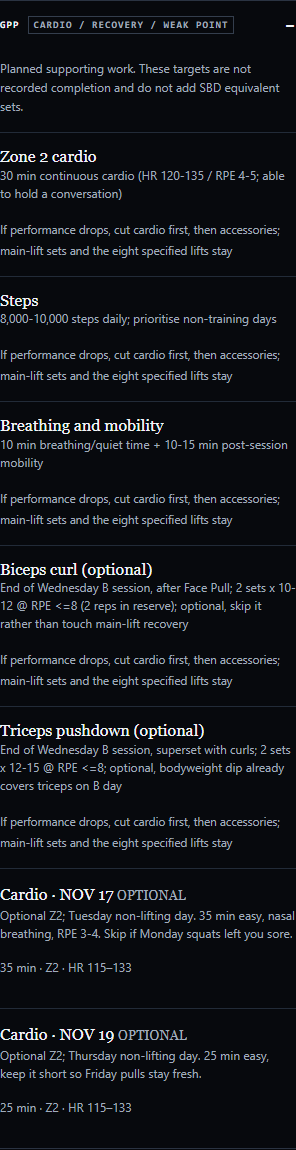 GPP CARDIO / RECOVERY / WEAK POINT −
Planned supporting work. These targets are not
recorded completion and do not add SBD equivalent
sets.
Zone 2 cardio
30 min continuous cardio (HR 120-135 / RPE 4-5; able
to hold a conversation)
If performance drops, cut cardio first, then accessories;
main-lift sets and the eight specified lifts stay
Steps
8,000-10,000 steps daily; prioritise non-training days
If performance drops, cut cardio first, then accessories;
main-lift sets and the eight specified lifts stay
Breathing and mobility
10 min breathing/quiet time + 10-15 min post-session
mobility
If performance drops, cut cardio first, then accessories;
main-lift sets and the eight specified lifts stay
Biceps curl (optional)
End of Wednesday B session, after Face Pull; 2 sets x 10-
12 @ RPE <=8 (2 reps in reserve); optional, skip it
rather than touch main-lift recovery
If performance drops, cut cardio first, then accessories;
main-lift sets and the eight specified lifts stay
Triceps pushdown (optional)
End of Wednesday B session, superset with curls; 2 sets
x 12-15 @ RPE <=8; optional, bodyweight dip already
covers triceps on B day
If performance drops, cut cardio first, then accessories;
main-lift sets and the eight specified lifts stay
Cardio · NOV 17 OPTIONAL
Optional Z2; Tuesday non-lifting day. 35 min easy, nasal
breathing, RPE 3-4. Skip if Monday squats left you sore.
35 min · Z2 · HR 115–133
Cardio · NOV 19 OPTIONAL
Optional Z2; Thursday non-lifting day. 25 min easy,
keep it short so Friday pulls stay fresh.
25 min · Z2 · HR 115–133